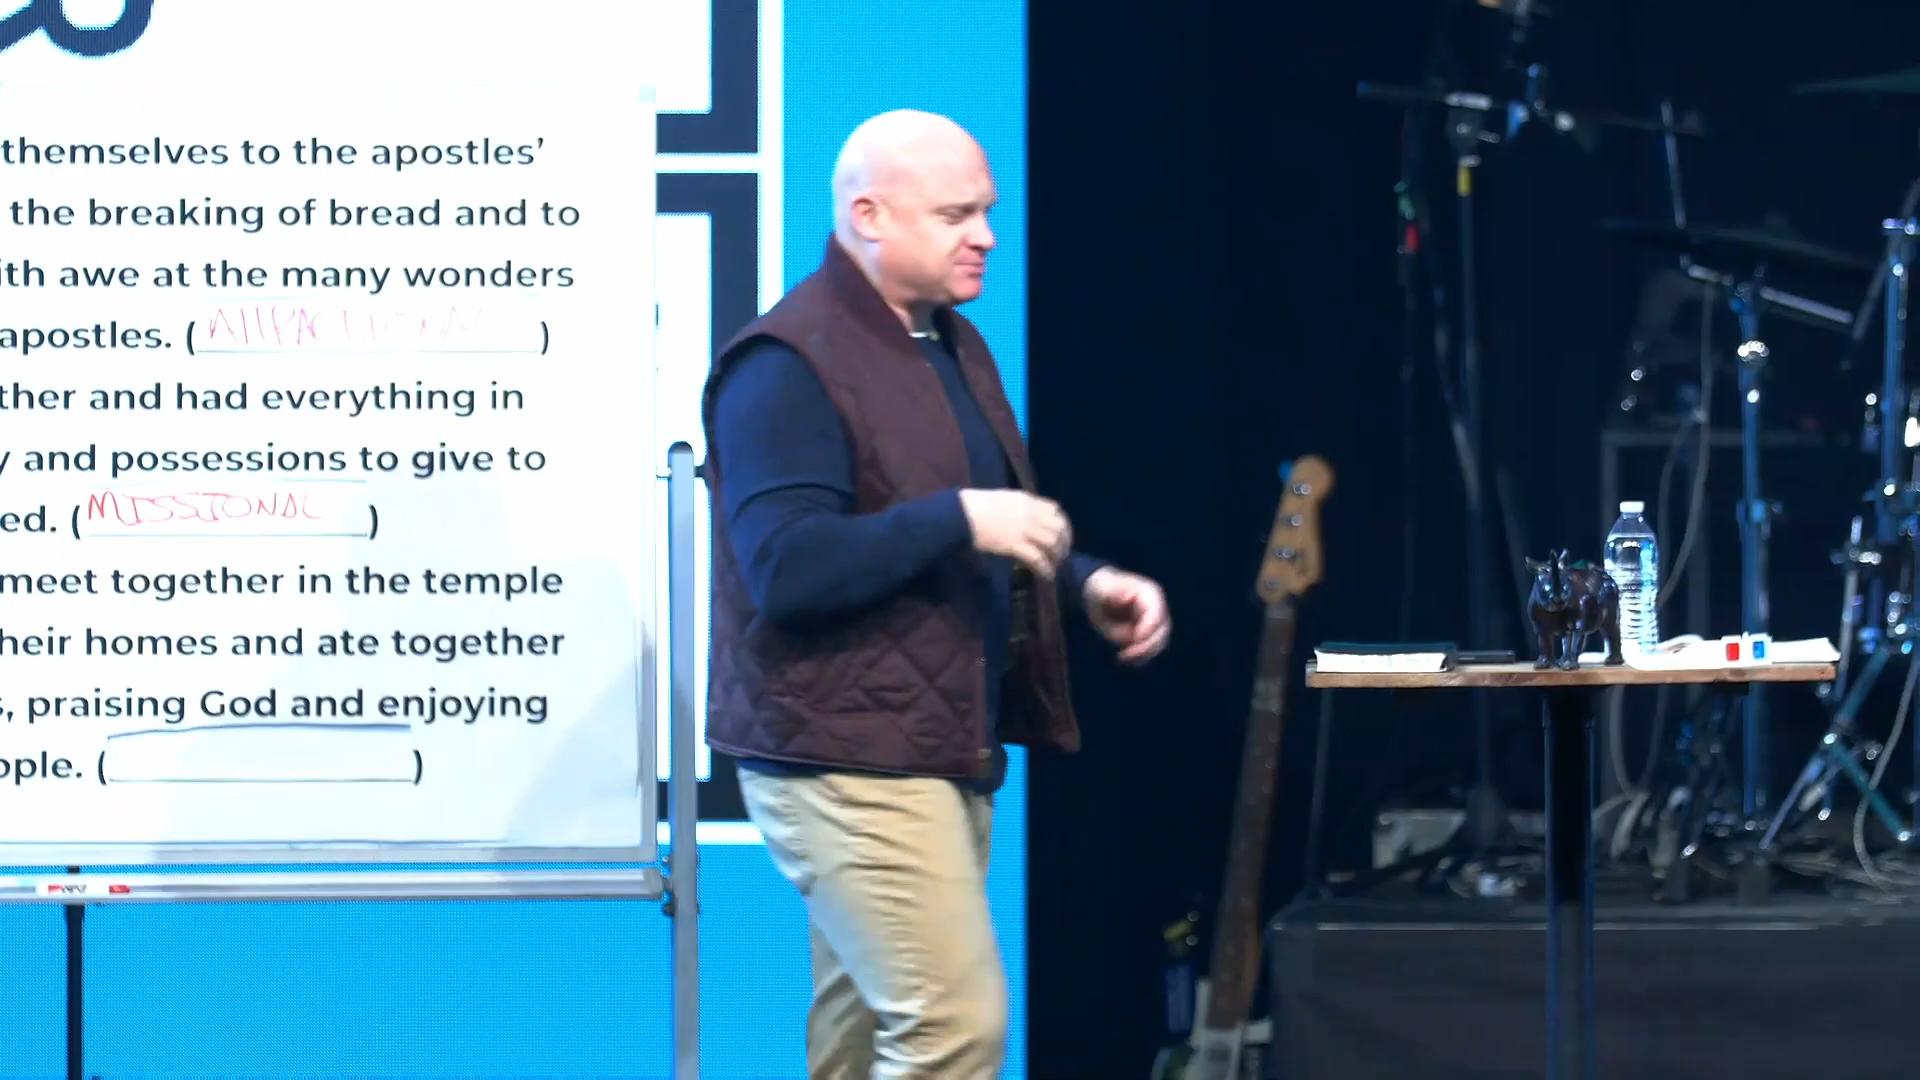 themselves to the apostles’
the breaking of bread and to
ith awe at the many wonders
apostles. ( )
ther and had everything in
y and possessions to give to
ed. (MISSIONAL)
meet together in the temple
heir homes and ate together
s, praising God and enjoying
ople. ( )